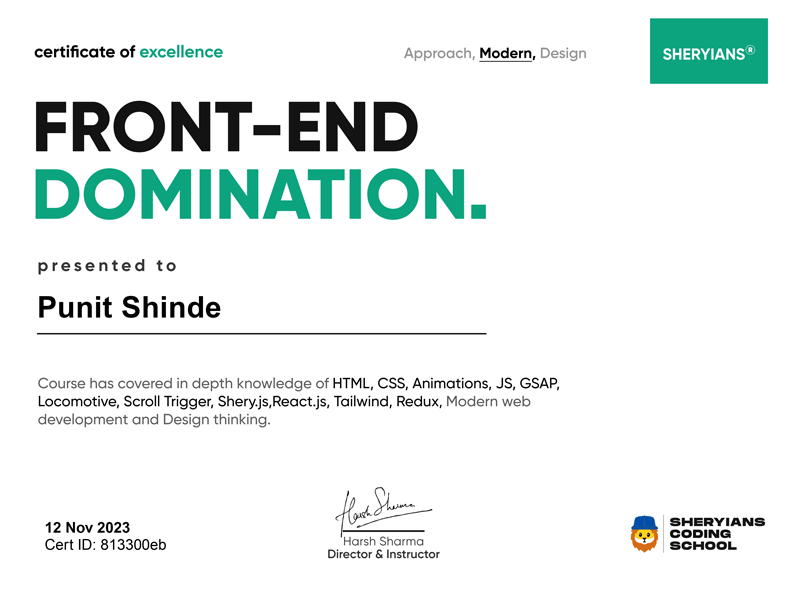 certificate of excellence
Approach, Modern, Design
SHERYIANS®
FRONT-END
DOMINATION.
presented to
Punit Shinde
Course has covered in depth knowledge of HTML, CSS, Animations, JS, GSAP,
Locomotive, Scroll Trigger, Shery.js,React.js, Tailwind, Redux, Modern web
development and Design thinking.
Harsh Sharma
12 Nov 2023
Cert ID: 813300eb
Harsh Sharma
Director & Instructor
SHERYIANS
CODING
SCHOOL